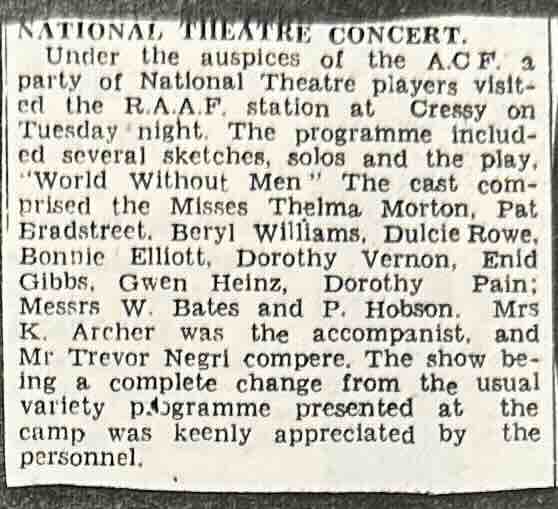 NATIONAL THEATRE CONCERT.
Under the auspices of the A.C F. a
party of National Theatre players visit-
ed the R.A.A.F. station at Cressy on
Tuesday night. The programme includ-
ed several sketches, solos and the play,
"World Without Men" The cast com-
prised the Misses Thelma Morton, Pat
Bradstreet, Beryl Williams, Dulcie Rowe,
Bonnie Elliott, Dorothy Vernon, Enid
Gibbs, Gwen Heinz, Dorothy Pain;
Messrs W. Bates and P. Hobson. Mrs
K. Archer was the accompanist, and
Mr Trevor Negri compere. The show be-
ing a complete change from the usual
variety programme presented at the
camp was keenly appreciated by the
personnel.